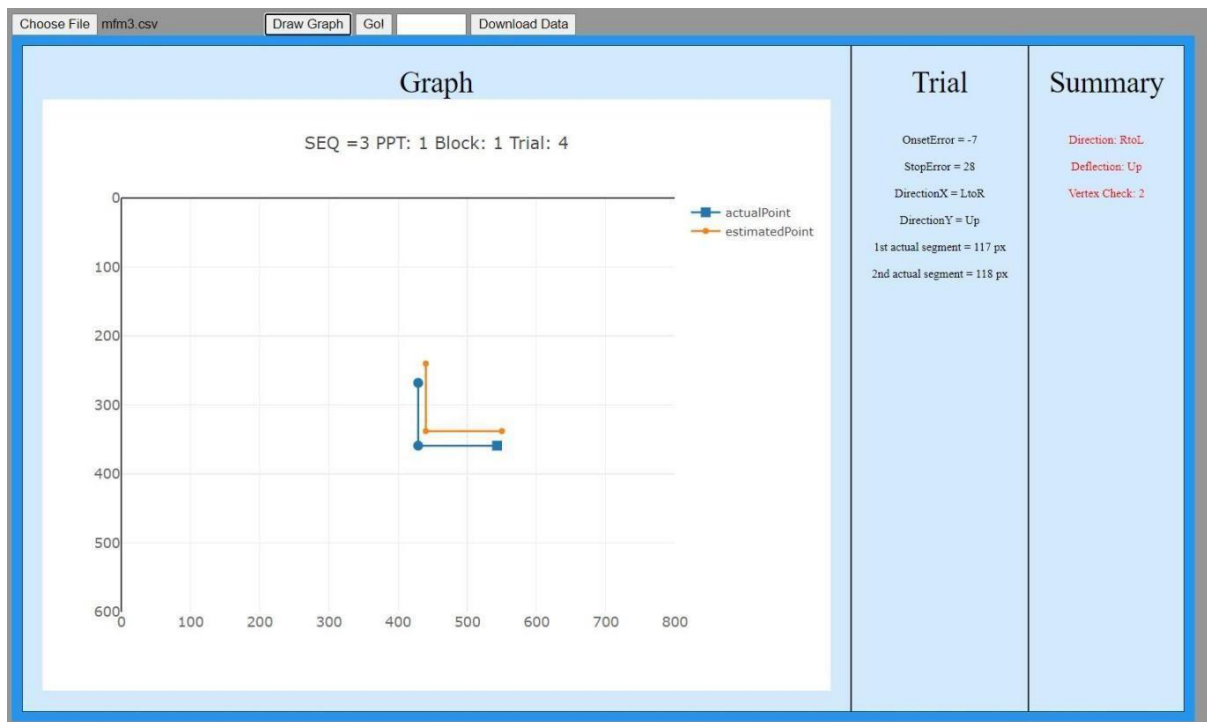 Choose File mfm3.csv Draw Graph Go! Download Data
Graph
SEQ =3 PPT: 1 Block: 1 Trial: 4
actualPoint
estimatedPoint
0
100
200
300
400
500
600
0 100 200 300 400 500 600 700 800
Trial
OnsetError = -7
StopError = 28
DirectionX = LtoR
DirectionY = Up
1st actual segment = 117 px
2nd actual segment = 118 px
Summary
Direction: RtoL
Deflection: Up
Vertex Check: 2